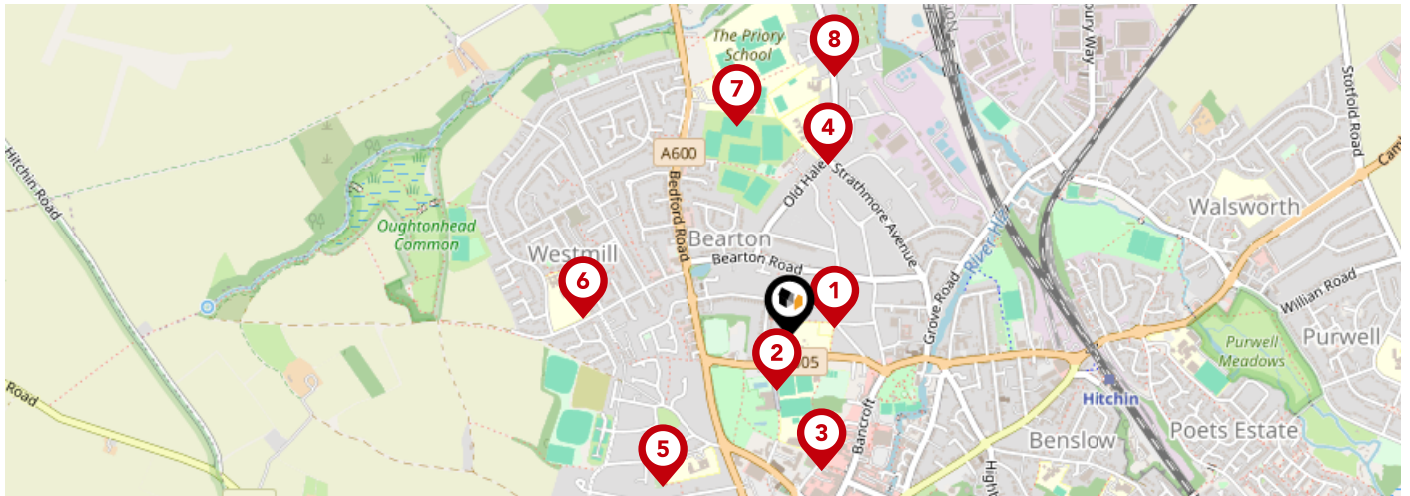 The Priory
School
8
7
4
A600
Hitchin Road
Bedford Road
Old Hale
Strathmore Avenue
Stotfold Road
Walsworth
Oughtonhead
Common
Westmill
Bearton
Bearton Road
River Hi
Grove Road
Willian Road
6
1
2
05
Purwell
Purwell
Meadows
Road
Hitchin
Bancroft
3
5
Benslow
Poets Estate